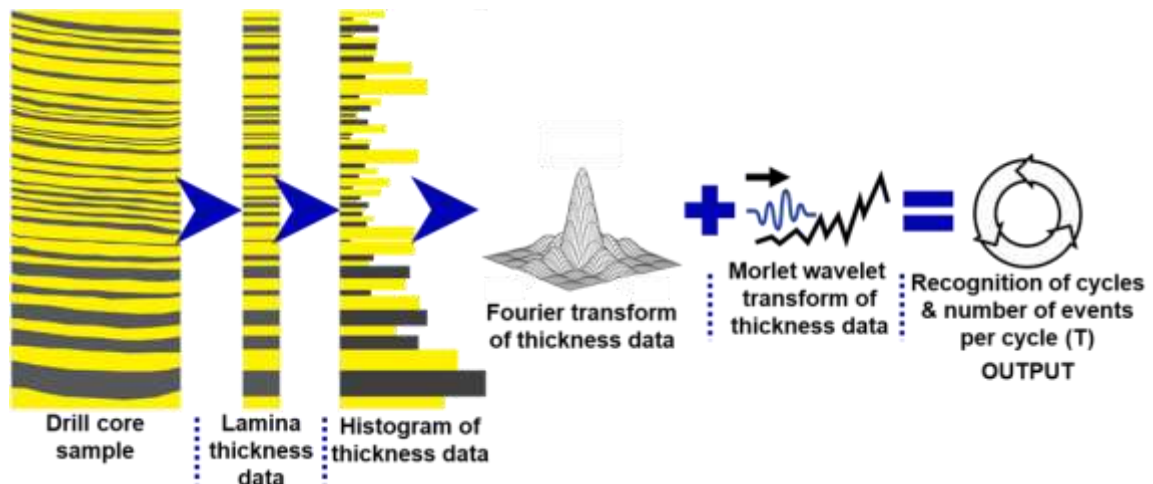 Drill core
sample
Lamina
thickness
data
Histogram of
thickness data
Fourier transform
of thickness data
Morlet wavelet
transform of
thickness data
Recognition of cycles
& number of events
per cycle (T)
OUTPUT